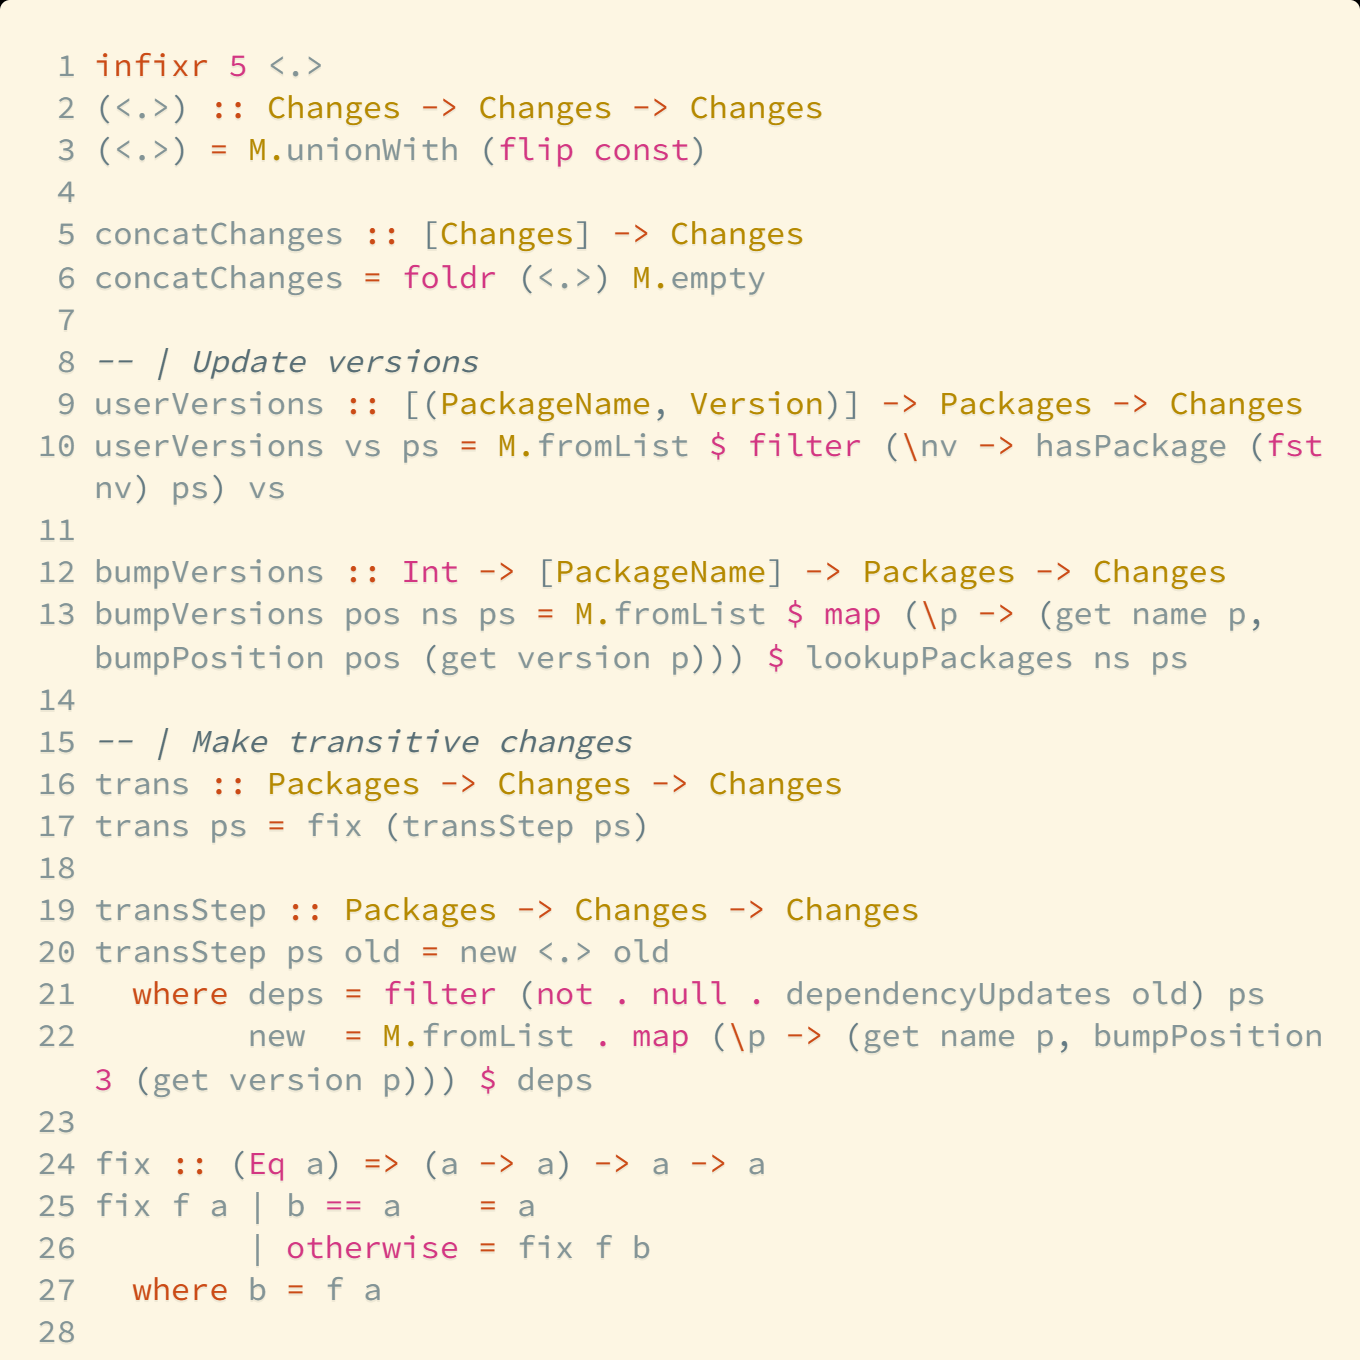 1 infixr 5 <.>
2 (<.>) :: Changes -> Changes -> Changes
3 (<.>) = M.unionWith (flip const)
4
5 concatChanges :: [Changes] -> Changes
6 concatChanges = foldr (<.>) M.empty
7
8 -- | Update versions
9 userVersions :: [(PackageName, Version)] -> Packages -> Changes
10 userVersions vs ps = M.fromList $ filter (\nv -> hasPackage (fst
nv) ps) vs
11
12 bumpVersions :: Int -> [PackageName] -> Packages -> Changes
13 bumpVersions pos ns ps = M.fromList $ map (\p -> (get name p,
bumpPosition pos (get version p))) $ lookupPackages ns ps
14
15 -- | Make transitive changes
16 trans :: Packages -> Changes -> Changes
17 trans ps = fix (transStep ps)
18
19 transStep :: Packages -> Changes -> Changes
20 transStep ps old = new <.> old
21   where deps = filter (not . null . dependencyUpdates old) ps
22         new  = M.fromList . map (\p -> (get name p, bumpPosition
3 (get version p))) $ deps
23
24 fix :: (Eq a) => (a -> a) -> a -> a
25 fix f a | b == a    = a
26         | otherwise = fix f b
27   where b = f a
28